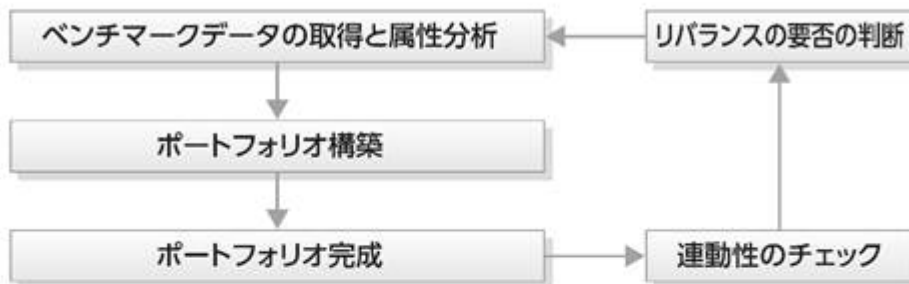 ベンチマークデータの取得と属性分析
リバランスの要否の判断
ポートフォリオ構築
ポートフォリオ完成
連動性のチェック